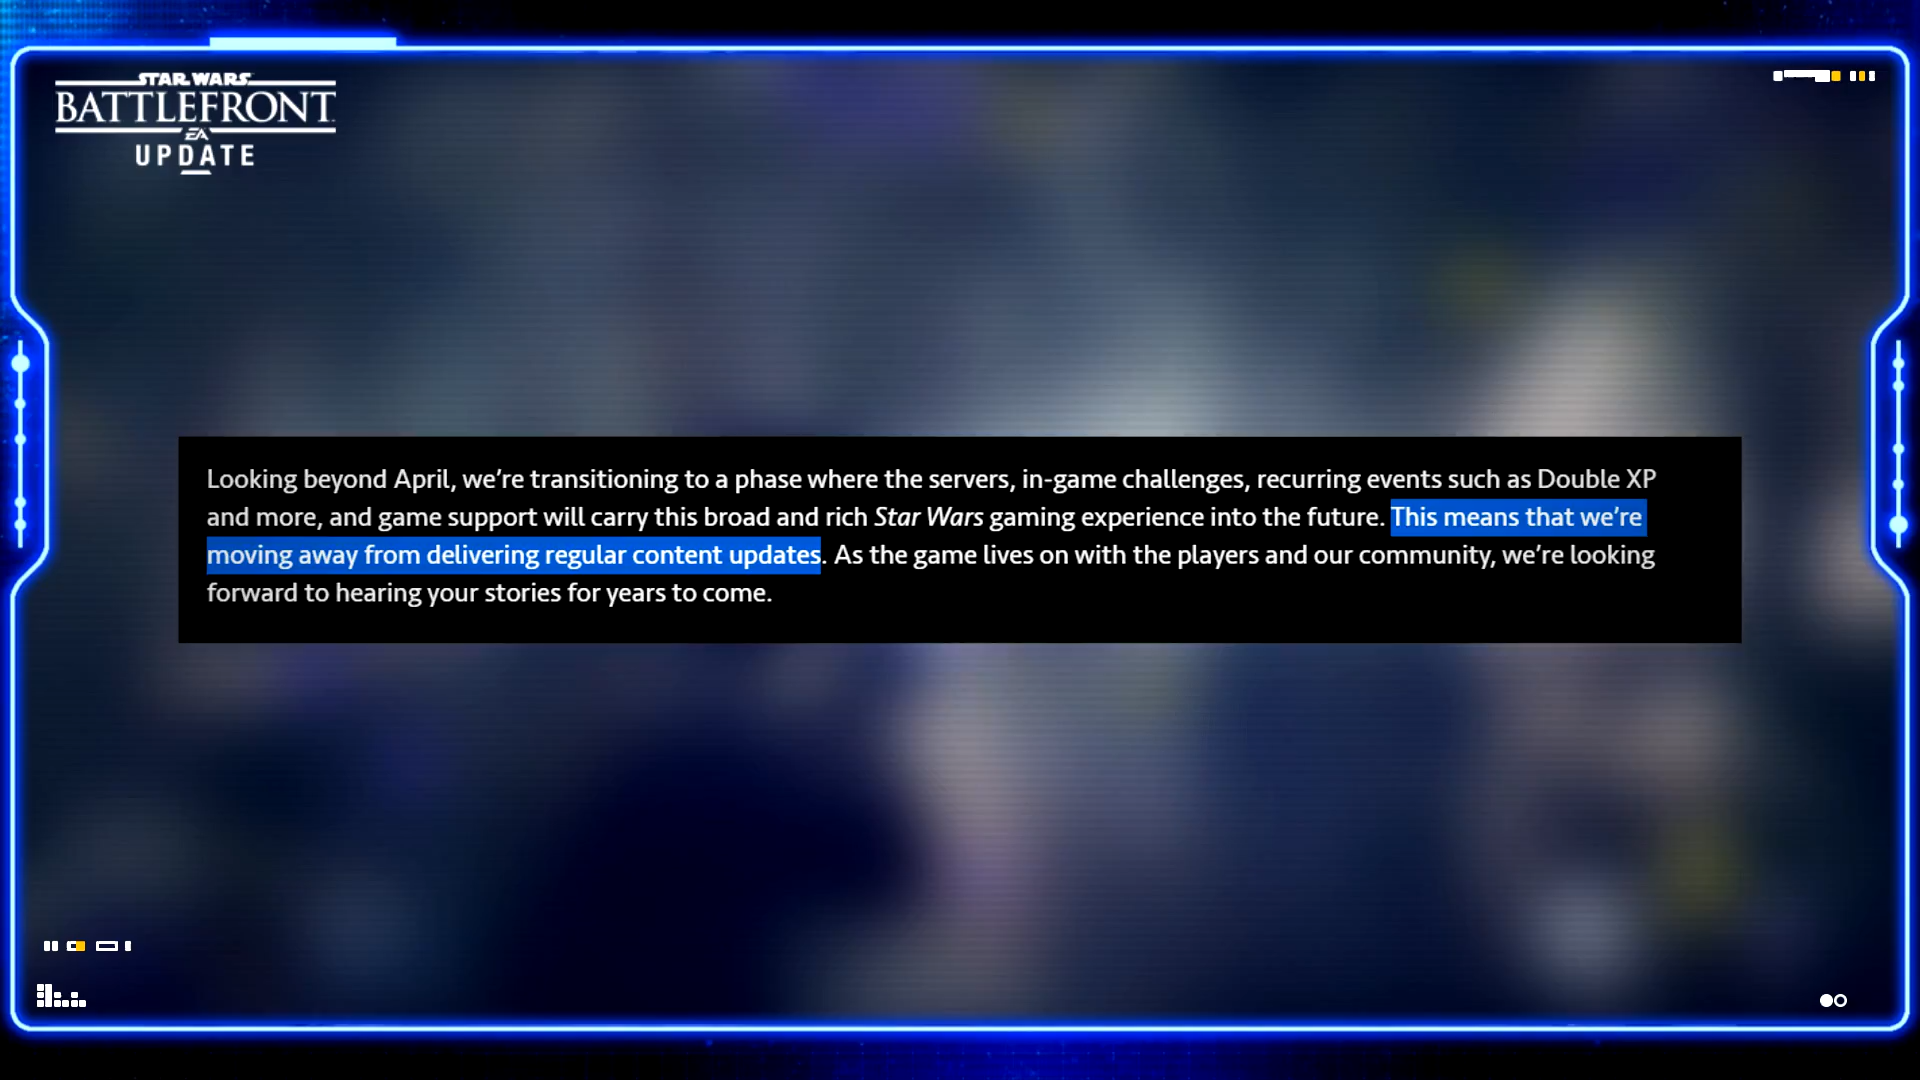 STAR WARS
BATTLEFRONT
EA
UPDATE
Looking beyond April, we’re transitioning to a phase where the servers, in-game challenges, recurring events such as Double XP
and more, and game support will carry this broad and rich Star Wars gaming experience into the future. This means that we’re
moving away from delivering regular content updates. As the game lives on with the players and our community, we’re looking
forward to hearing your stories for years to come.